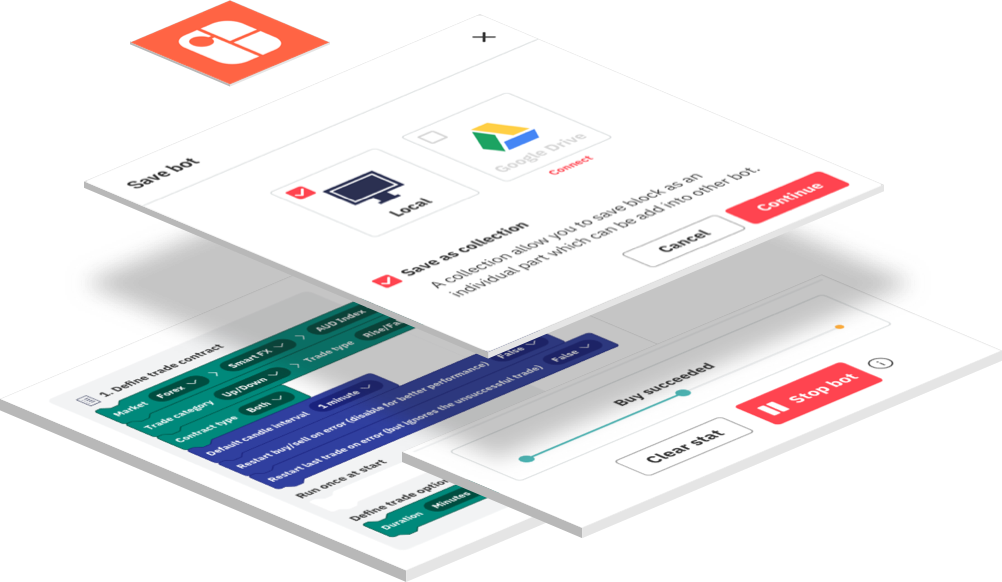 Save bot
Local
Google Drive
Connect
Save as collection
A collection allow you to save block as an
individual part which can be add into other bot.
Cancel
Continue
1. Define trade contract
Market Forex Smart FX AUD Index
Trade category Up/Down Trade type
Contract type Both
Default candle interval 1 minute
Restart buy/sell on error (disable for better performance) False
Restart last trade on error (but ignores the unsuccessful trade) False
Run once at start
Define trade
Duration Minutes
Buy succeeded
Clear stat
Stop bot
i